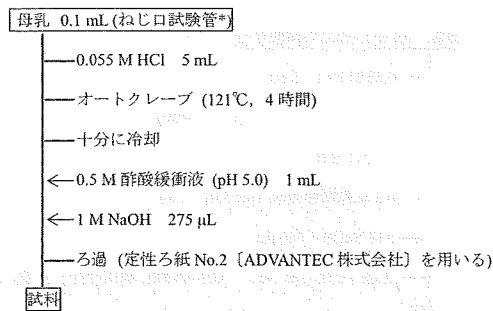 母乳 0.1 mL (ねじ口試験管*)
0.055 M HCl 5 mL
オートクレーブ (121℃, 4時間)
十分に冷却
0.5 M 酢酸緩衝液 (pH 5.0) 1 mL
1 M NaOH 275 μL
ろ過 (定性ろ紙 No.2〔ADVANTEC 株式会社〕を用いる)
試料